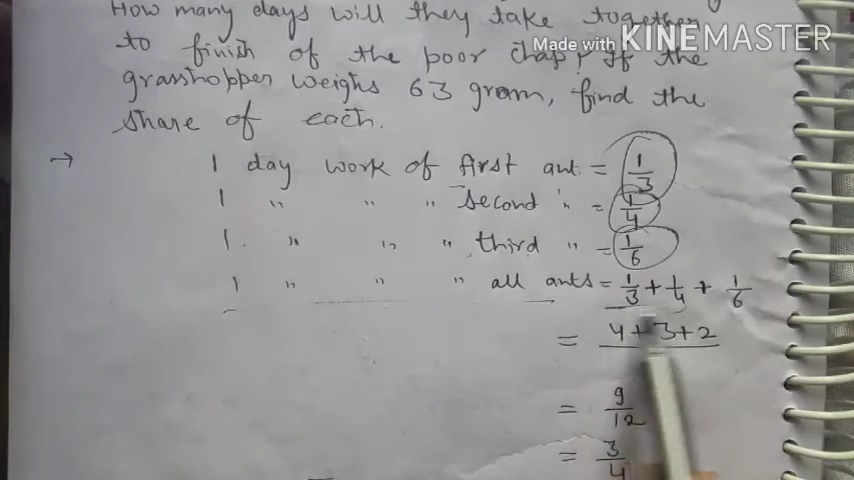 How many days will they take together
to finish of the poor chap? If the
Made with KINEMASTER
grasshopper weighs 63 gram, find the
share of each.
→ 1 day work of first ant = 1/3
1 " " " second " = 1/4
1. " " " third " = 1/6
1 " " " all ants = 1/3 + 1/4 + 1/6
= 4+3+2
= 9/12
= 3/4